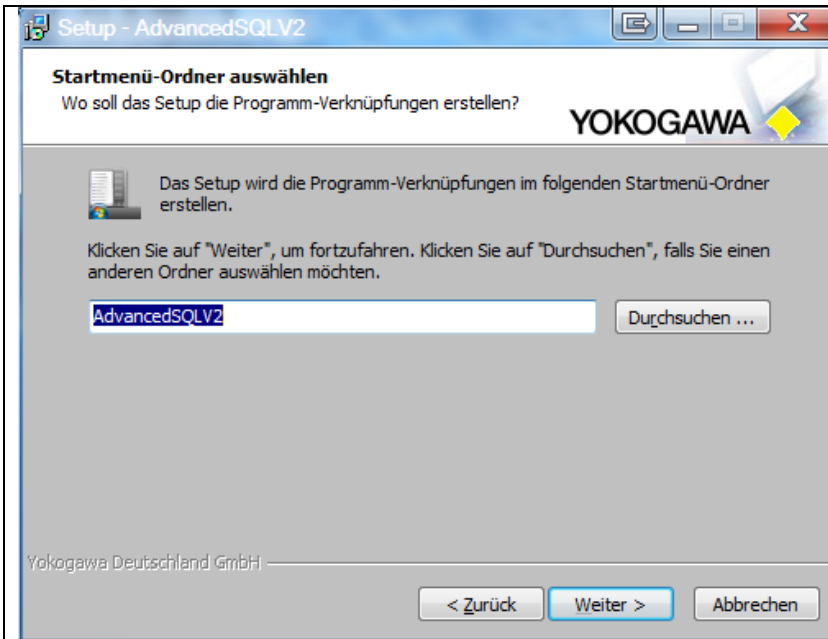 Setup - AdvancedSQLV2
Startmenü-Ordner auswählen
Wo soll das Setup die Programm-Verknüpfungen erstellen?
YOKOGAWA
Das Setup wird die Programm-Verknüpfungen im folgenden Startmenü-Ordner
erstellen.
Klicken Sie auf "Weiter", um fortzufahren. Klicken Sie auf "Durchsuchen", falls Sie einen
anderen Ordner auswählen möchten.
AdvancedSQLV2
Durchsuchen ...
Yokogawa Deutschland GmbH
< Zurück
Weiter >
Abbrechen